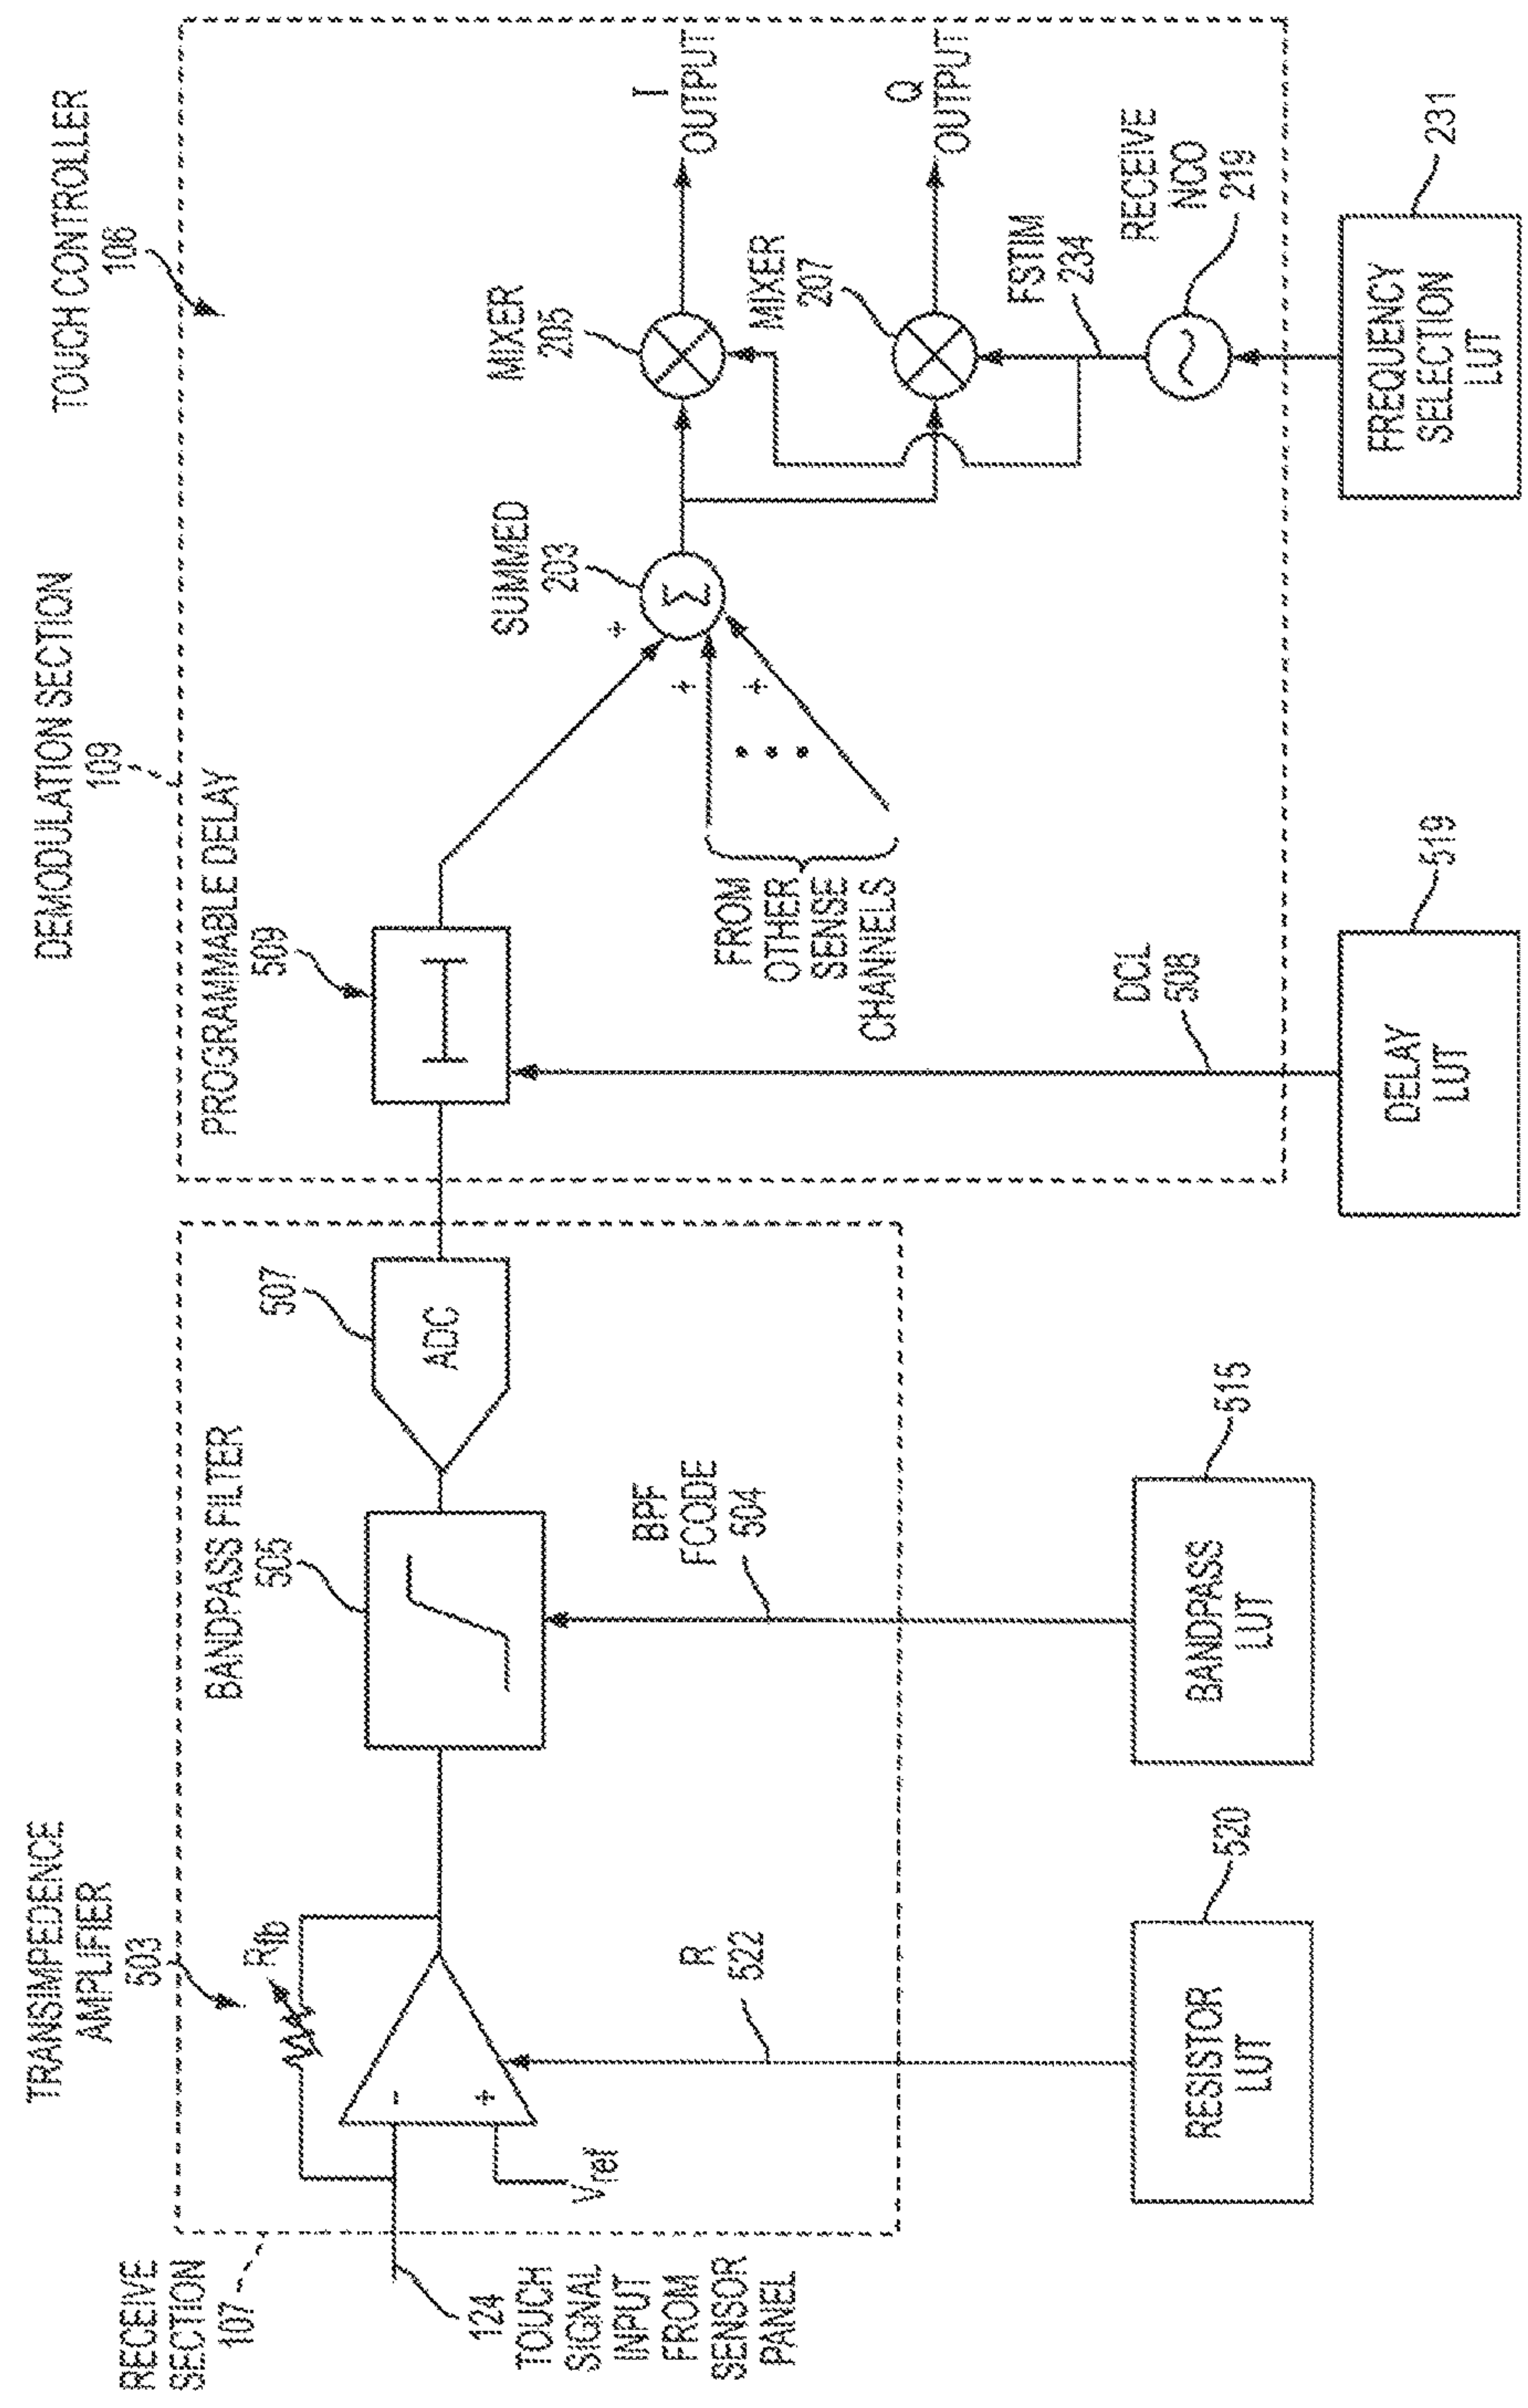 TOUCH CONTROLLER
106
DEMODULATION SECTION
109
TRANSIMPEDENCE
AMPLIFIER
503
RECEIVE
SECTION
107
Rfb
-
+
Vref
124
TOUCH
SIGNAL
INPUT
FROM
SENSOR
PANEL
R
522
RESISTOR
LUT
520
BANDPASS FILTER
505
BPF
FCODE
504
BANDPASS
LUT
515
507
ADC
PROGRAMMABLE DELAY
509
DCL
508
DELAY
LUT
519
FROM
OTHER
SENSE
CHANNELS
+
+
+
SUMMED
203
Σ
MIXER
205
I
OUTPUT
MIXER
207
Q
OUTPUT
FSTIM
234
RECEIVE
NCO
219
FREQUENCY
SELECTION
LUT
231